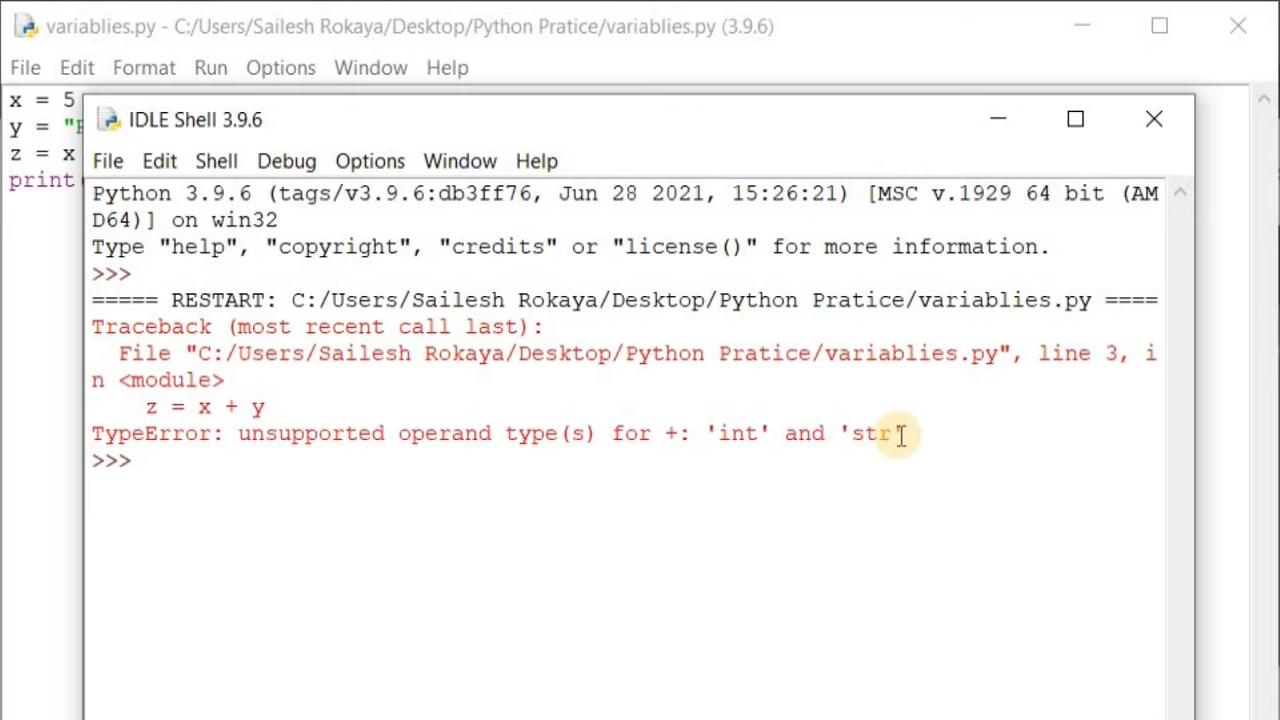 variablies.py - C:/Users/Sailesh Rokaya/Desktop/Python Pratice/variablies.py (3.9.6)
File Edit Format Run Options Window Help
x = 5
y = "
z = x
print
IDLE Shell 3.9.6
File Edit Shell Debug Options Window Help
Python 3.9.6 (tags/v3.9.6:db3ff76, Jun 28 2021, 15:26:21) [MSC v.1929 64 bit (AM
D64)] on win32
Type "help", "copyright", "credits" or "license()" for more information.
>>>
===== RESTART: C:/Users/Sailesh Rokaya/Desktop/Python Pratice/variablies.py ====
Traceback (most recent call last):
  File "C:/Users/Sailesh Rokaya/Desktop/Python Pratice/variablies.py", line 3, i
n <module>
    z = x + y
TypeError: unsupported operand type(s) for +: 'int' and 'str'
>>>